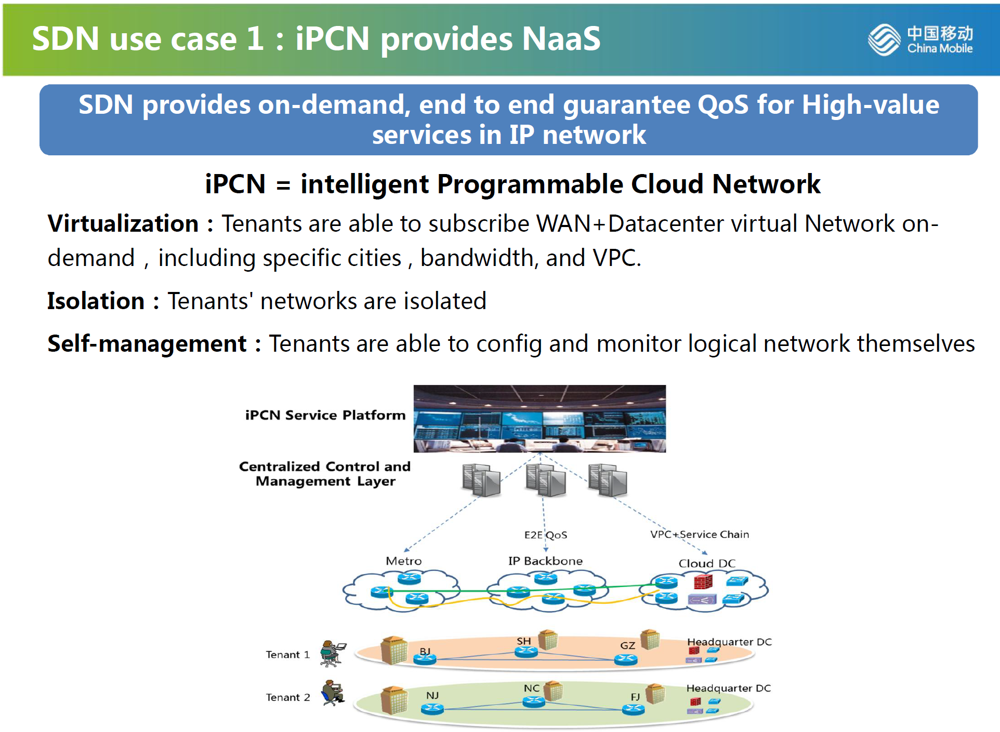 SDN use case 1：iPCN provides NaaS
中国移动
China Mobile
SDN provides on-demand, end to end guarantee QoS for High-value
services in IP network
iPCN = intelligent Programmable Cloud Network
Virtualization：Tenants are able to subscribe WAN+Datacenter virtual Network on-
demand，including specific cities , bandwidth, and VPC.
Isolation：Tenants' networks are isolated
Self-management：Tenants are able to config and monitor logical network themselves
iPCN Service Platform
Centralized Control and
Management Layer
E2E QoS
VPC+Service Chain
Metro
IP Backbone
Cloud DC
Tenant 1
BJ
SH
GZ
Headquarter DC
Tenant 2
NJ
NC
FJ
Headquarter DC